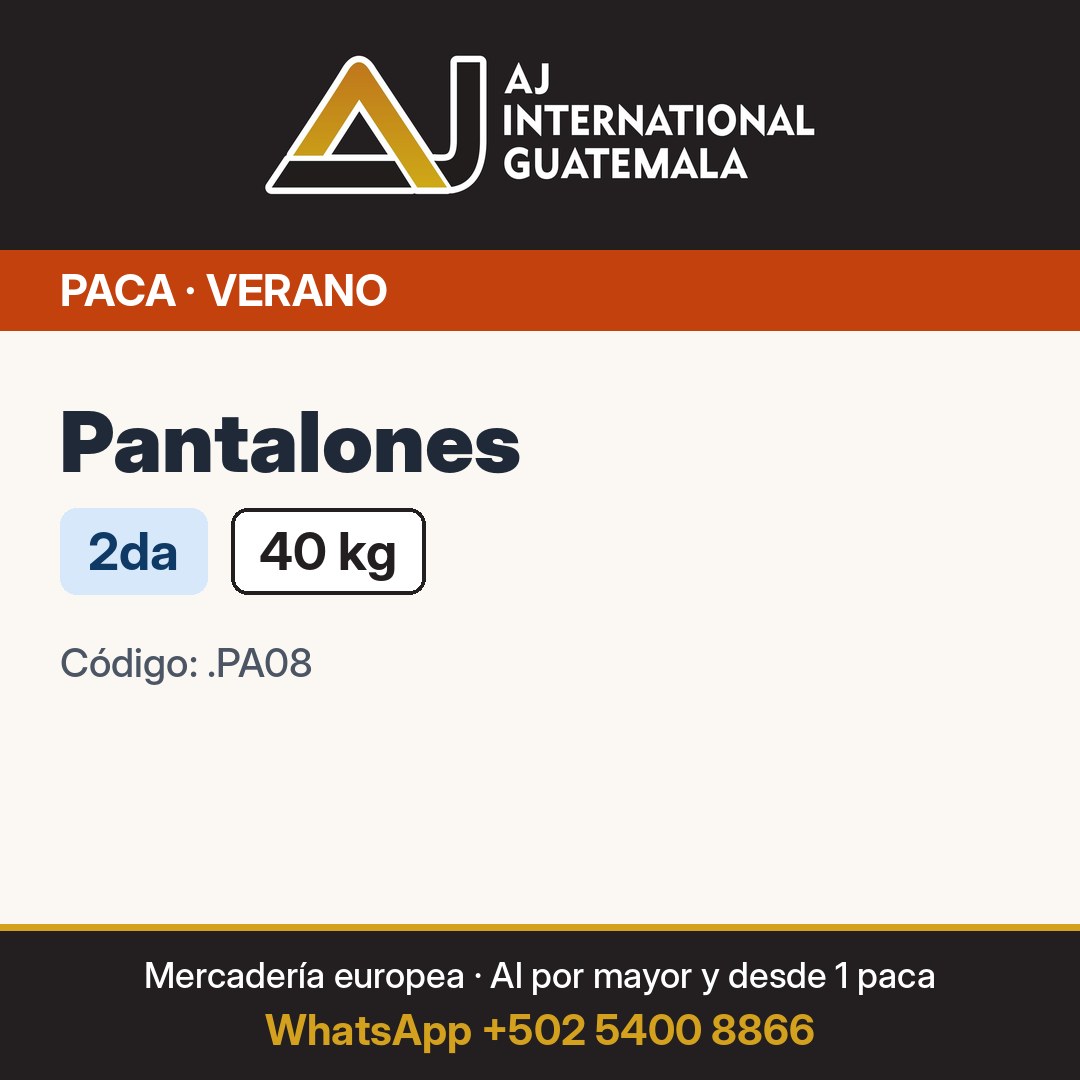 AJ
INTERNATIONAL
GUATEMALA
PACA · VERANO
Pantalones
2da
40 kg
Código: .PA08
Mercadería europea · Al por mayor y desde 1 paca
WhatsApp +502 5400 8866